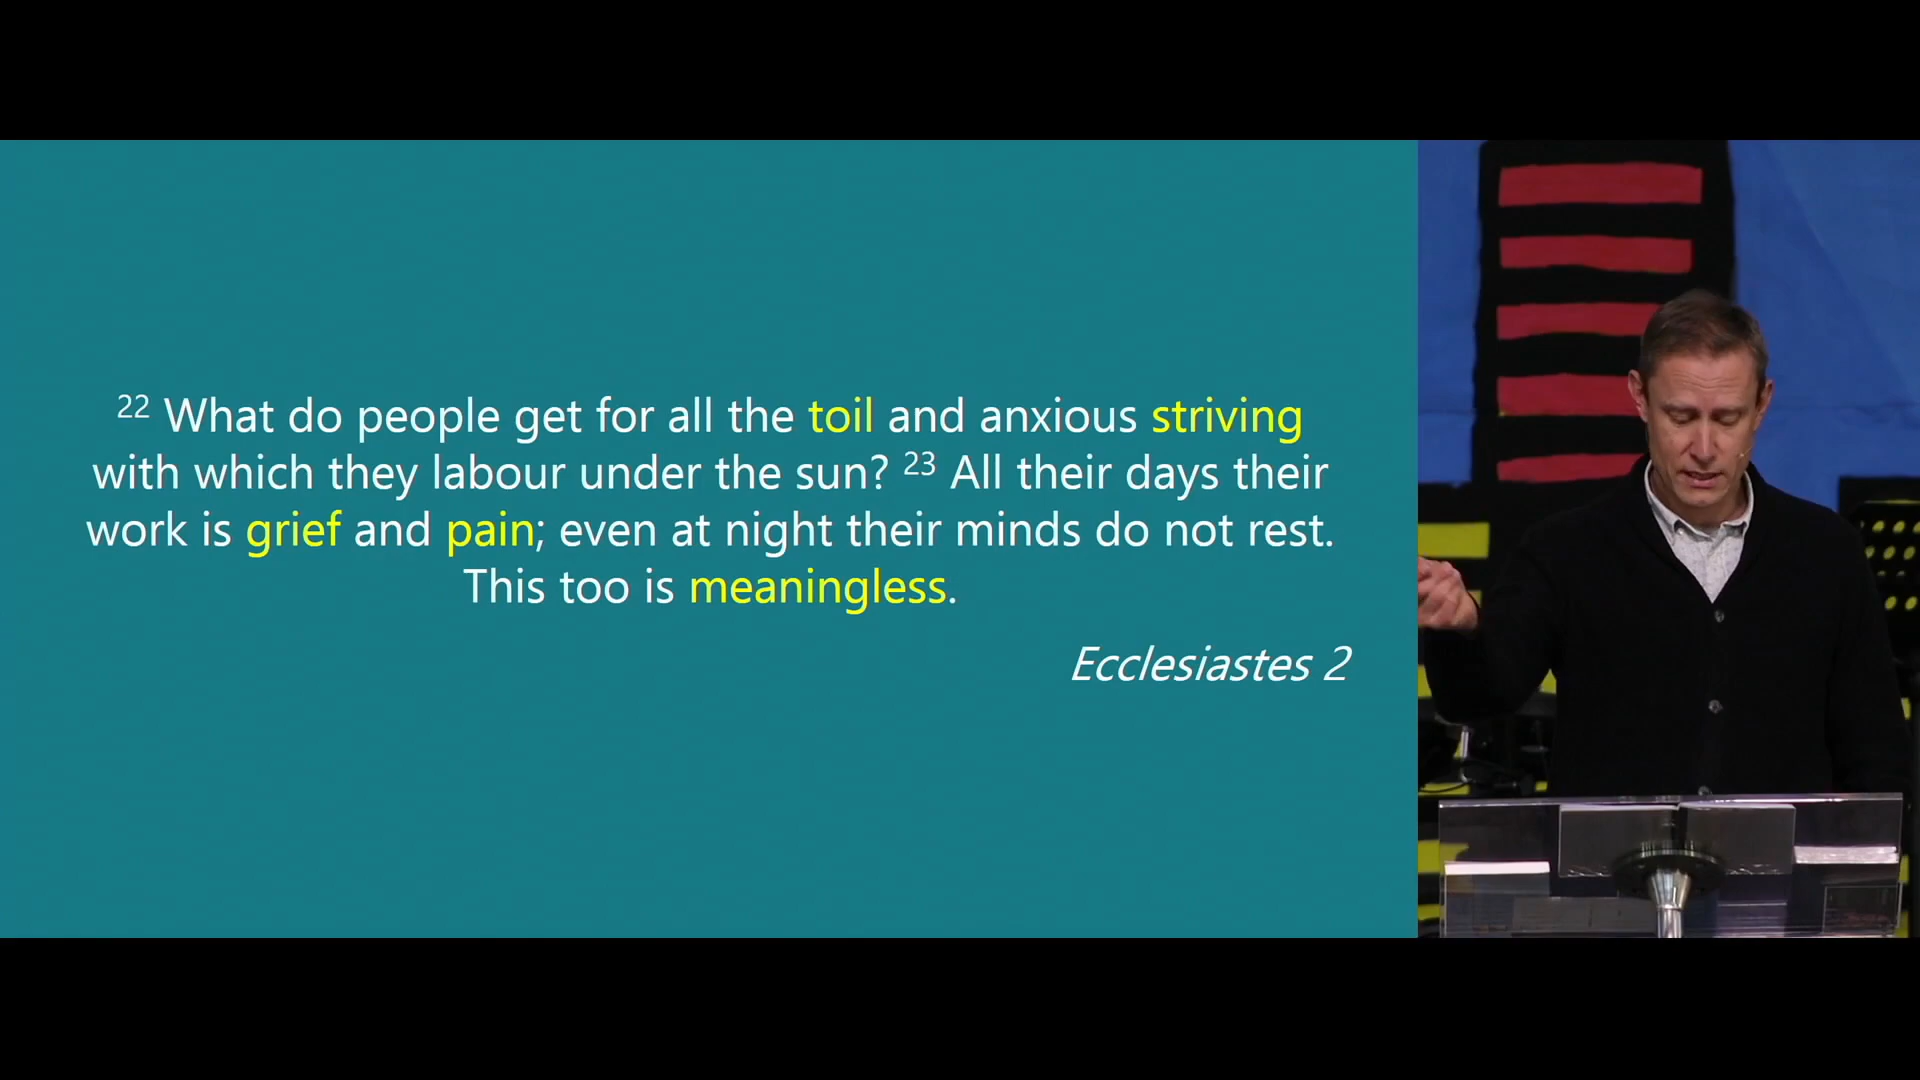 22 What do people get for all the toil and anxious striving
with which they labour under the sun? 23 All their days their
work is grief and pain; even at night their minds do not rest.
This too is meaningless.
Ecclesiastes 2